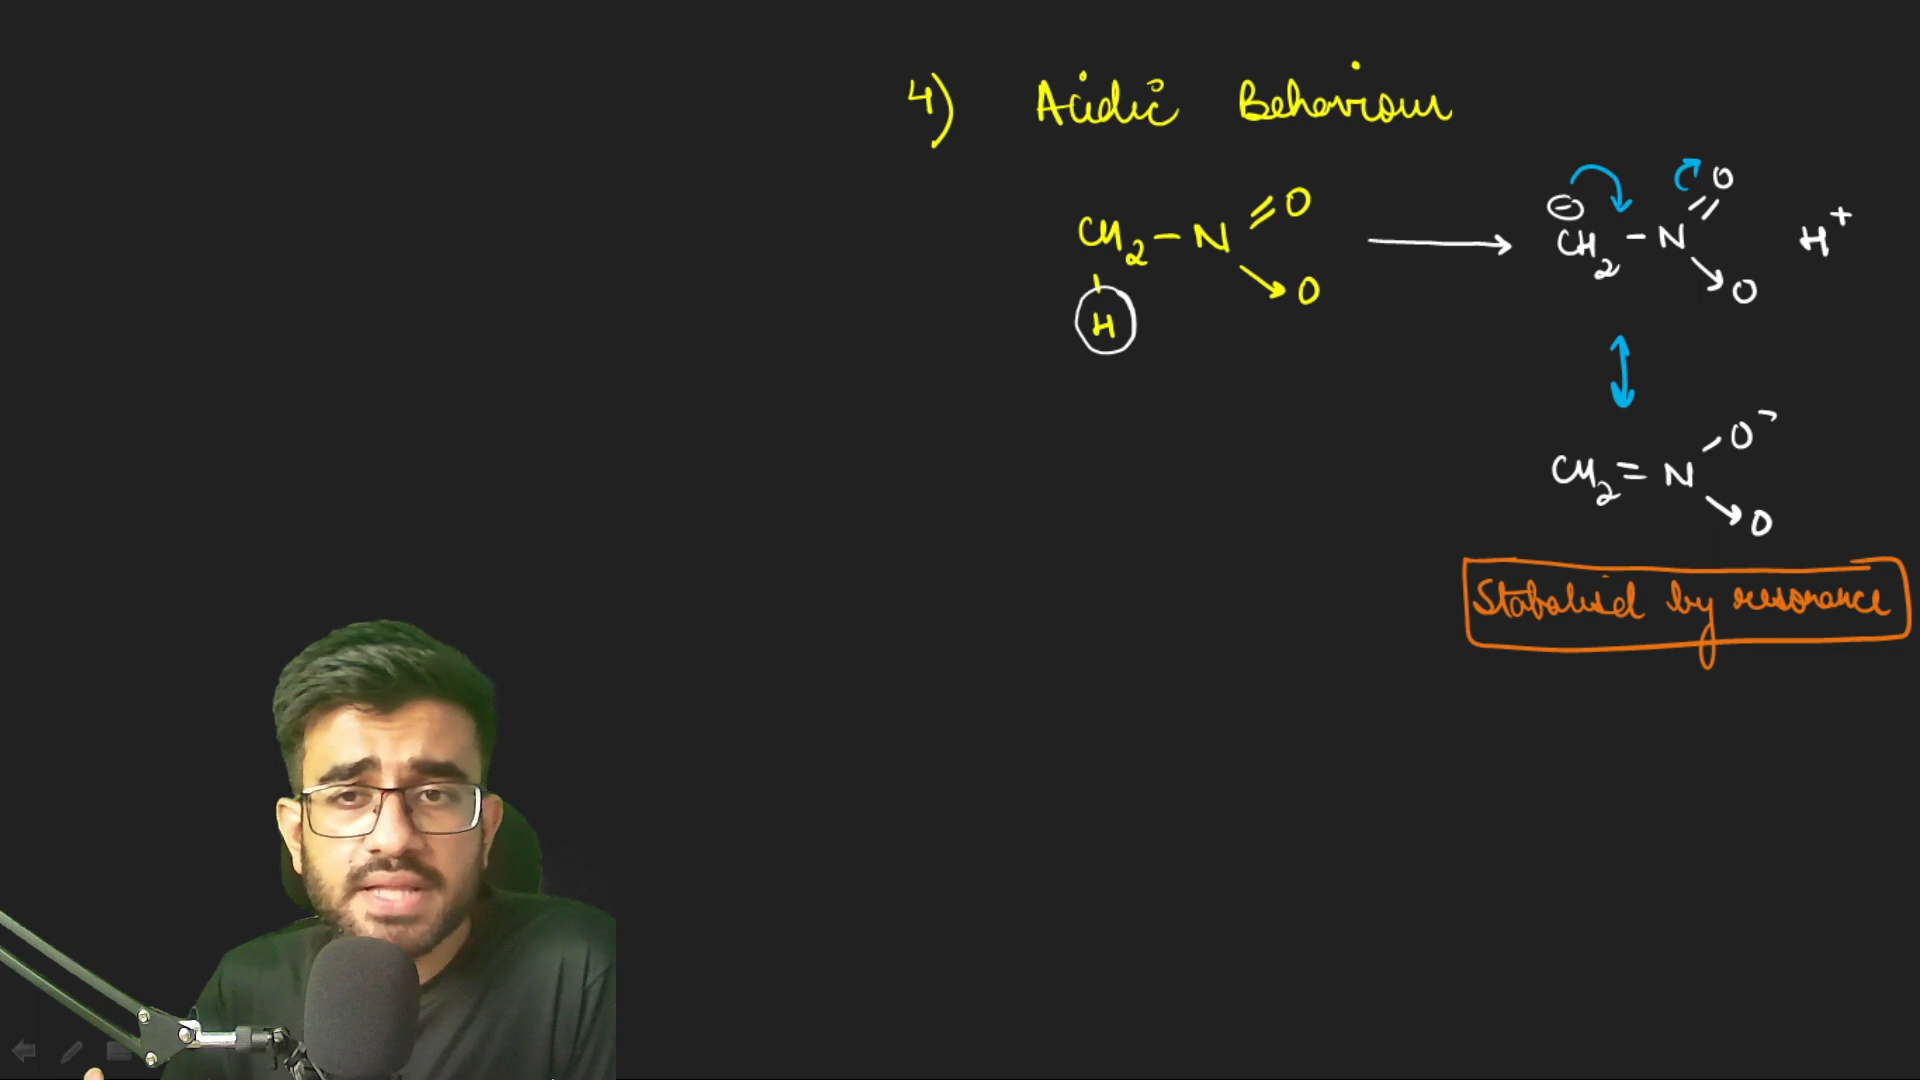 4) Acidic Behaviour
CH2 - N =O →O H → ⊖ CH2 - N =O →O H+
CH2 = N - O⁻ → O
Stabalised by resonance